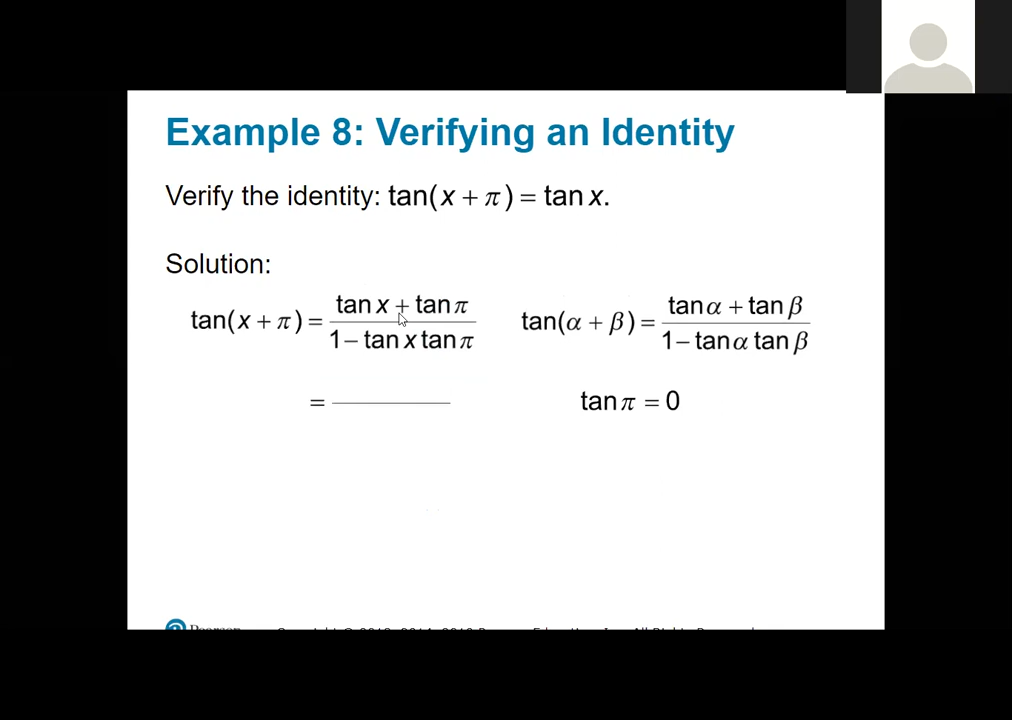 Example 8: Verifying an Identity
Verify the identity: tan(x + π) = tan x.
Solution:
tan(x + π) = (tan x + tan π) / (1 − tan x tan π)
tan(α + β) = (tan α + tan β) / (1 − tan α tan β)
= ————
tan π = 0
Pearson